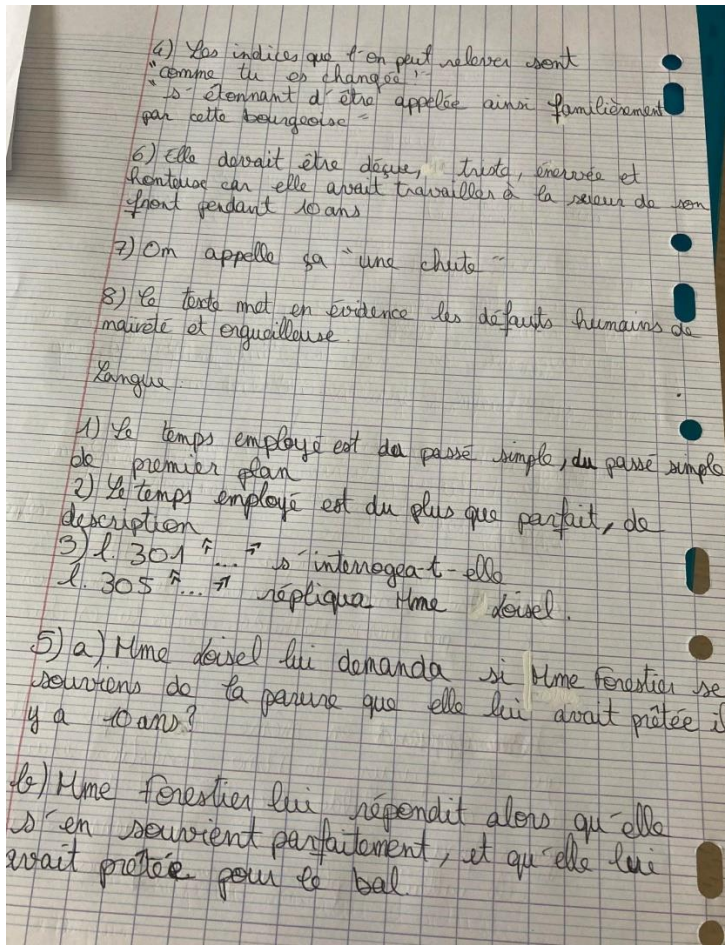 4) Les indices que l'on peut relever sont
"comme tu es changée !"
"s'étonnant d'être appelée ainsi familièrement
par cette bourgeoise"
6) Elle devait être déçue, triste, énervée et
honteuse car elle avait travailler à la sueur de son
front pendant 10 ans
7) On appelle ça "une chute"
8) Le texte met en évidence les défauts humains de
naïveté et orgueilleuse.
Langue
1) Le temps employé est du passé simple, du passé simple
de premier plan
2) Le temps employé est du plus que parfait, de
description
3) l. 301 "..." s'interrogea-t-elle
l. 305 "..." répliqua Mme Loisel.
5) a) Mme Loisel lui demanda si Mme Forestier se
souviens de la parure que elle lui avait prêtée il
y a 10 ans?
b) Mme Forestier lui répondit alors qu'elle
s'en souvient parfaitement, et qu'elle lui
avait prêtée pour le bal.